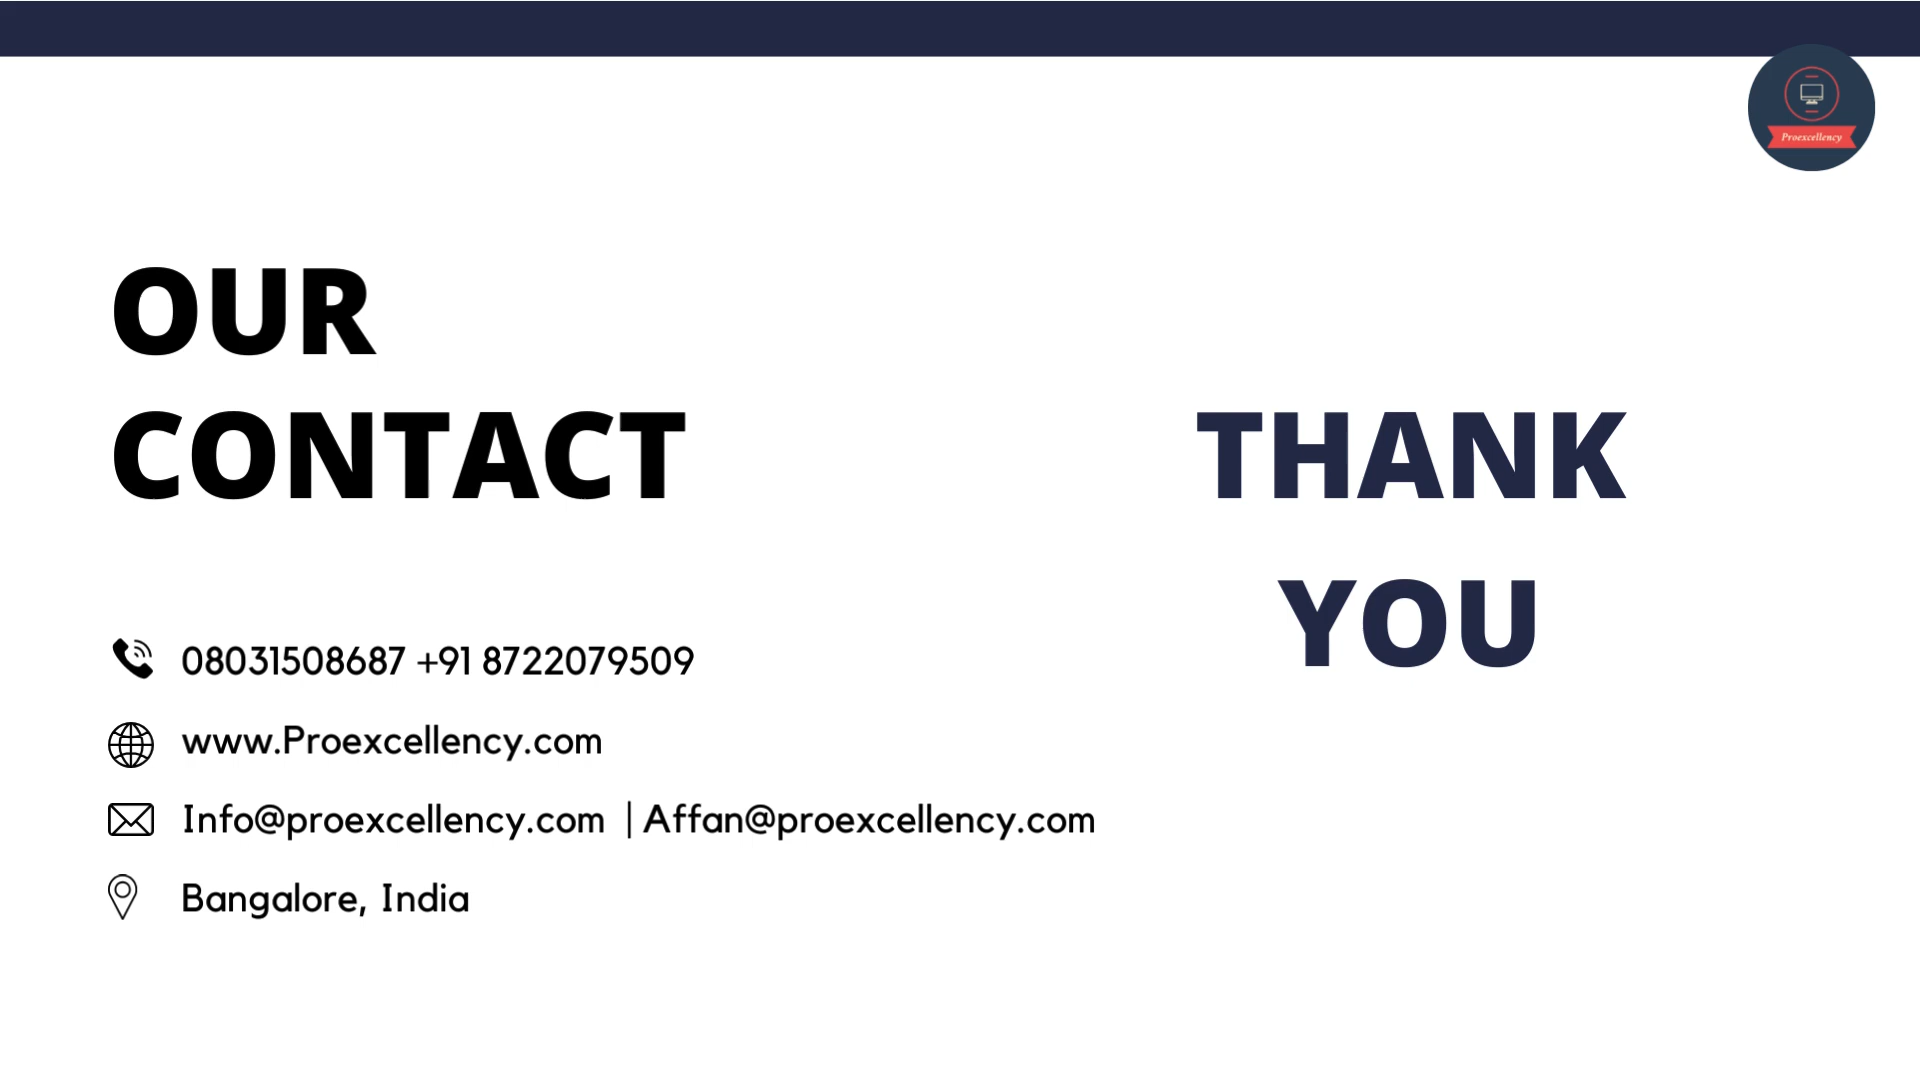 Proexcellency
OUR
CONTACT
THANK
YOU
08031508687 +91 8722079509
www.Proexcellency.com
Info@proexcellency.com | Affan@proexcellency.com
Bangalore, India